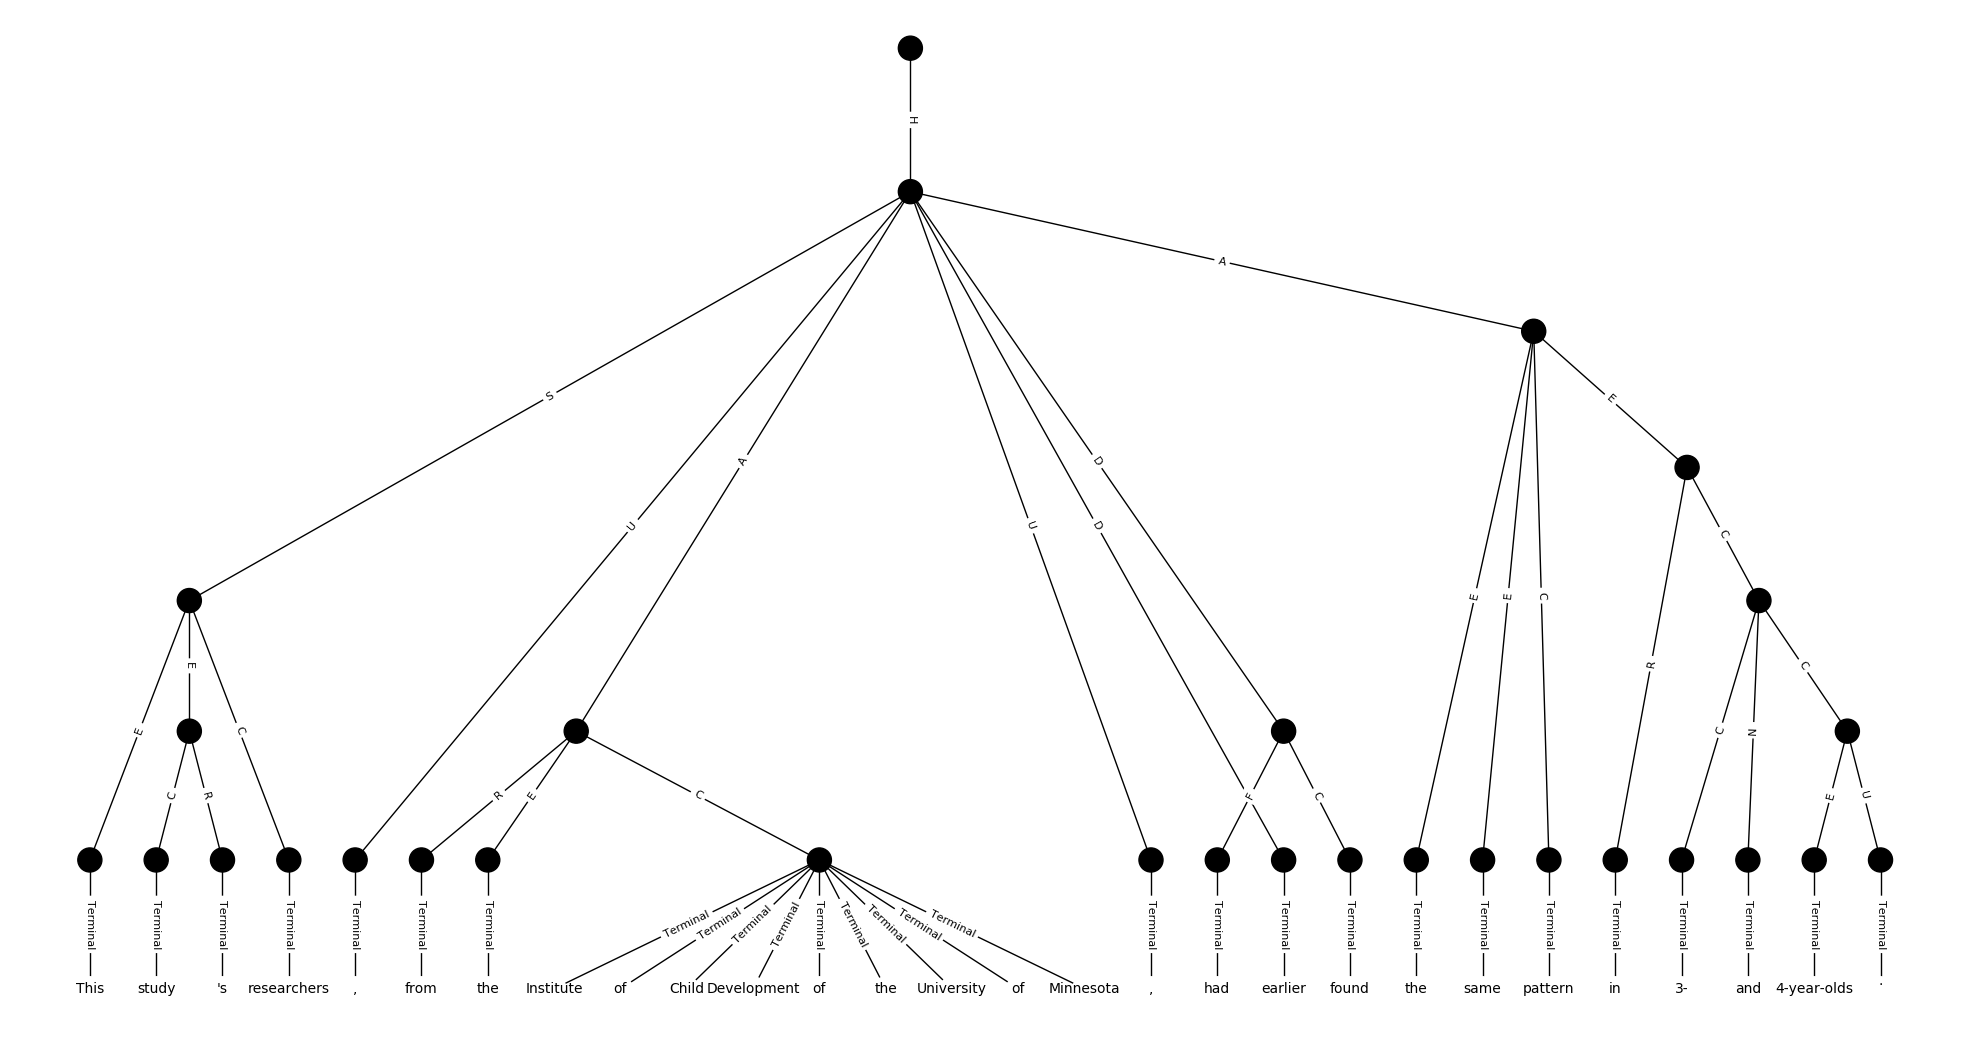 H
A
S
E
A
D
U
U
D
C
E
E
C
E
R
C
E
C
C
N
C
R
R
E
C
F
C
E
U
Terminal Terminal Terminal Terminal Terminal Terminal Terminal Terminal Terminal Terminal Terminal Terminal Terminal Terminal Terminal Terminal Terminal Terminal Terminal Terminal Terminal Terminal Terminal Terminal Terminal Terminal Terminal Terminal
This study 's researchers , from the Institute of Child Development of the University of Minnesota , had earlier found the same pattern in 3- and 4-year-olds .